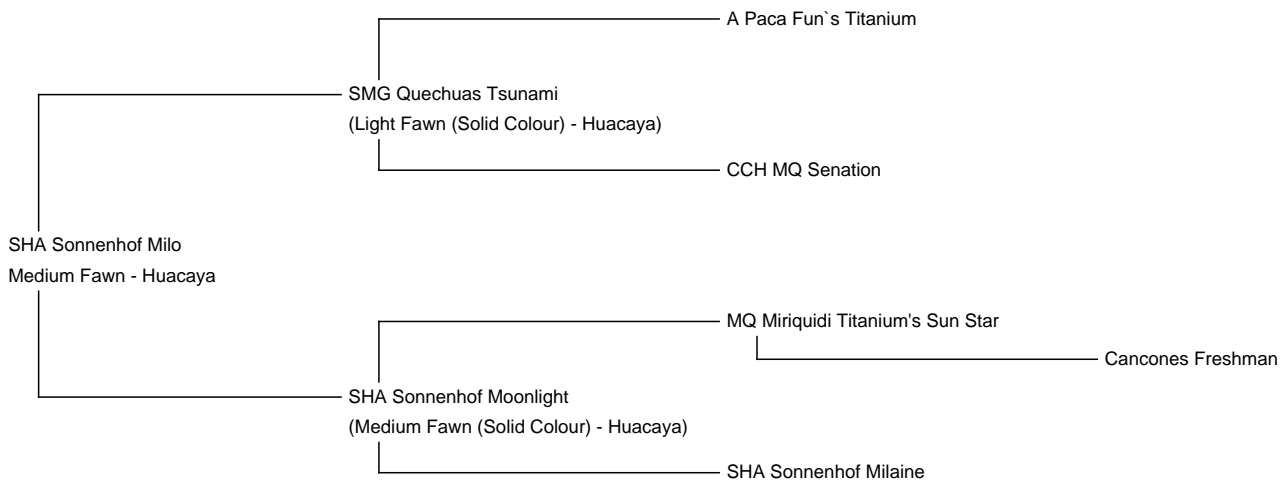 A Paca Fun`s Titanium
SMG Quechuas Tsunami
(Light Fawn (Solid Colour) - Huacaya)
CCH MQ Senation
SHA Sonnenhof Milo
Medium Fawn - Huacaya
MQ Miriquidi Titanium's Sun Star
Cancones Freshman
SHA Sonnenhof Moonlight
(Medium Fawn (Solid Colour) - Huacaya)
SHA Sonnenhof Milaine